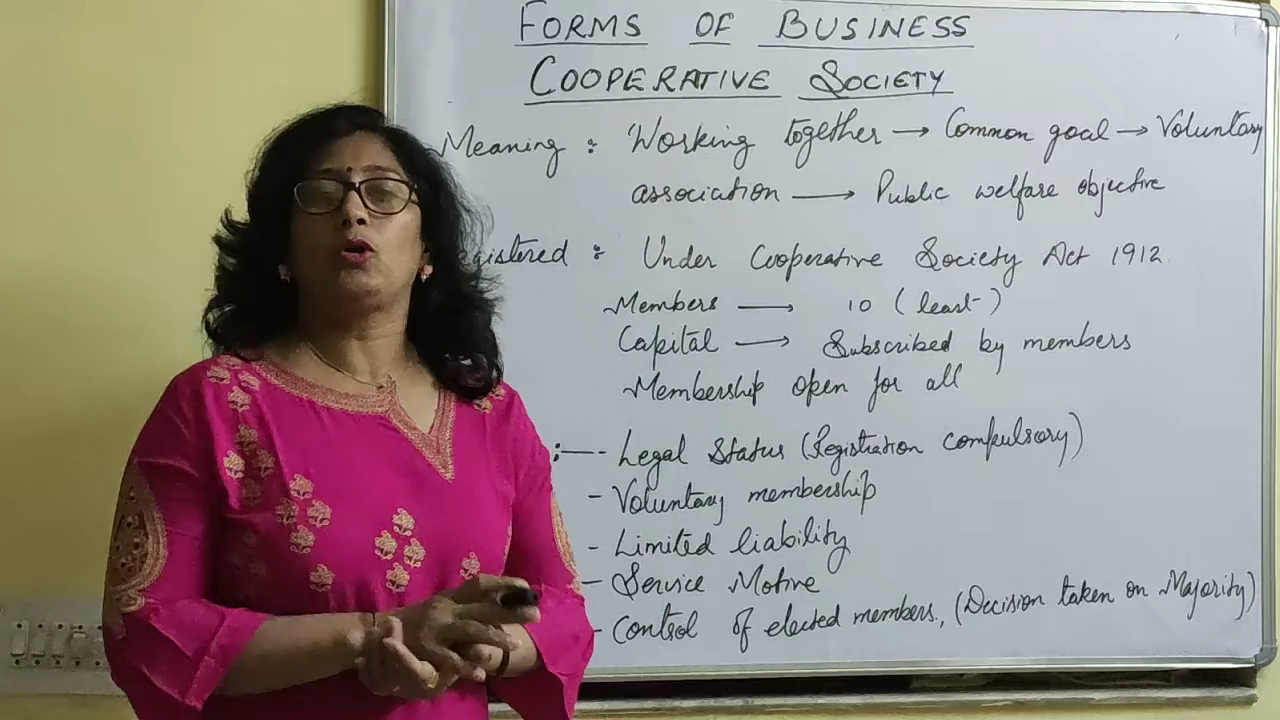 FORMS OF BUSINESS
COOPERATIVE SOCIETY
Meaning : Working together → Common goal → Voluntary
association → Public welfare objective
egistered : Under Cooperative Society Act 1912
Members → 10 (least)
Capital → Subscribed by members
Membership open for all
:— - Legal Status (Registration compulsory)
- Voluntary membership
- Limited liability
- Service Motive
- Control of elected members, (Decision taken on Majority)